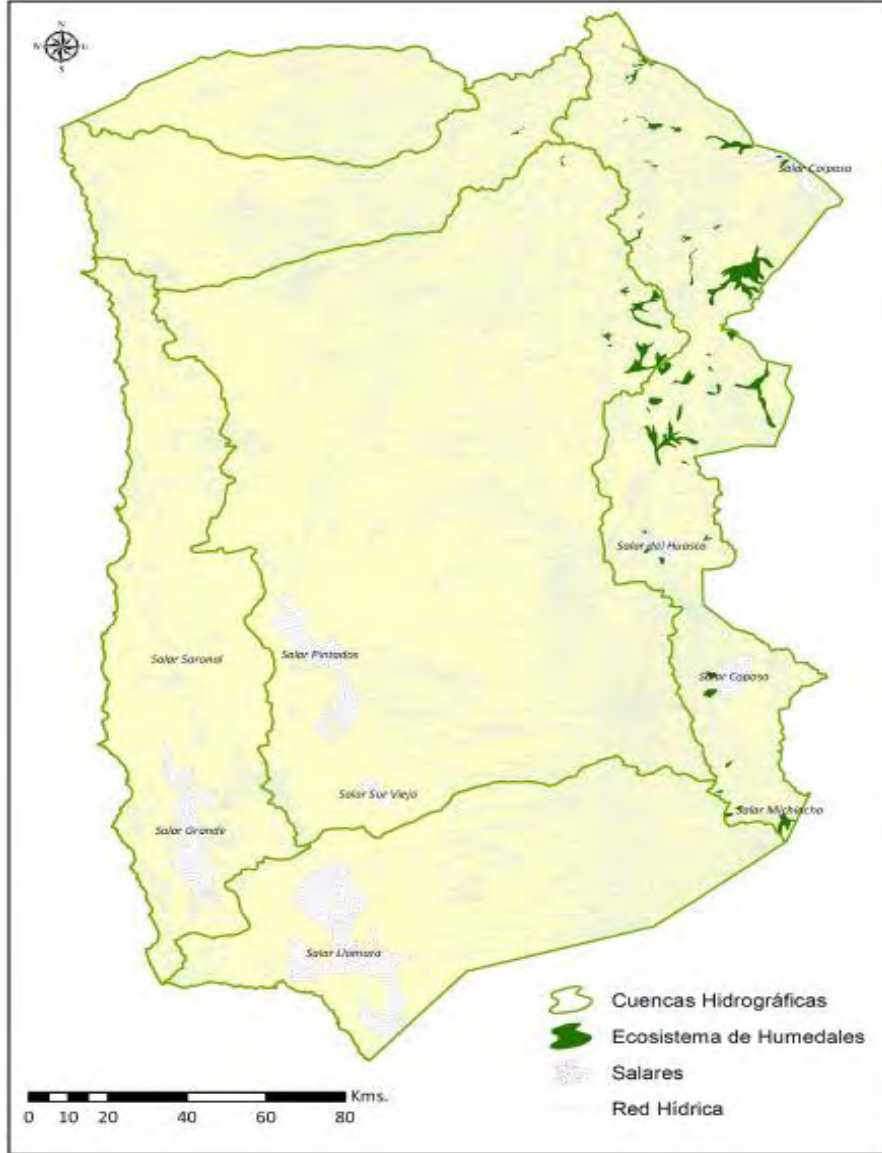 N
W E
S
Salar Coipasa
Salar del Huasco
Salar Soronal
Salar Pintados
Salar Coposa
Salar Sur Viejo
Salar Michincha
Salar Grande
Salar Llamara
Cuencas Hidrográficas
Ecosistema de Humedales
Salares
Red Hídrica
Kms.
0 10 20 40 60 80